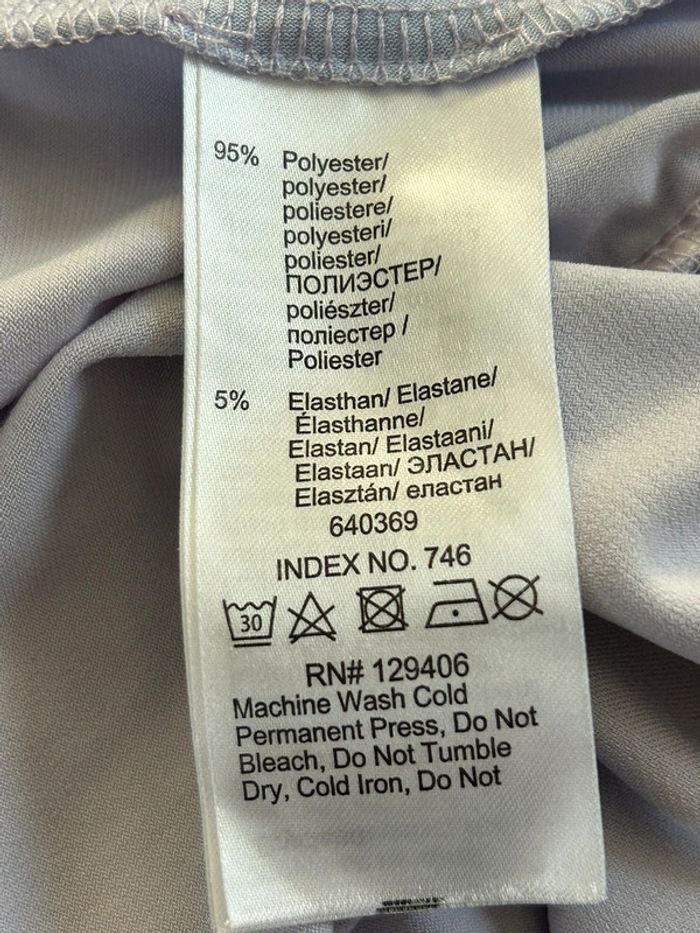 95% Polyester/
polyester/
poliestere/
polyesteri/
poliester/
ПОЛИЭСТЕР/
poliészter/
поліестер /
Poliester
5% Elasthan/ Elastane/
Élasthanne/
Elastan/ Elastaani/
Elastaan/ ЭЛАСТАН/
Elasztán/ еластан
640369
INDEX NO. 746
30
RN# 129406
Machine Wash Cold
Permanent Press, Do Not
Bleach, Do Not Tumble
Dry, Cold Iron, Do Not